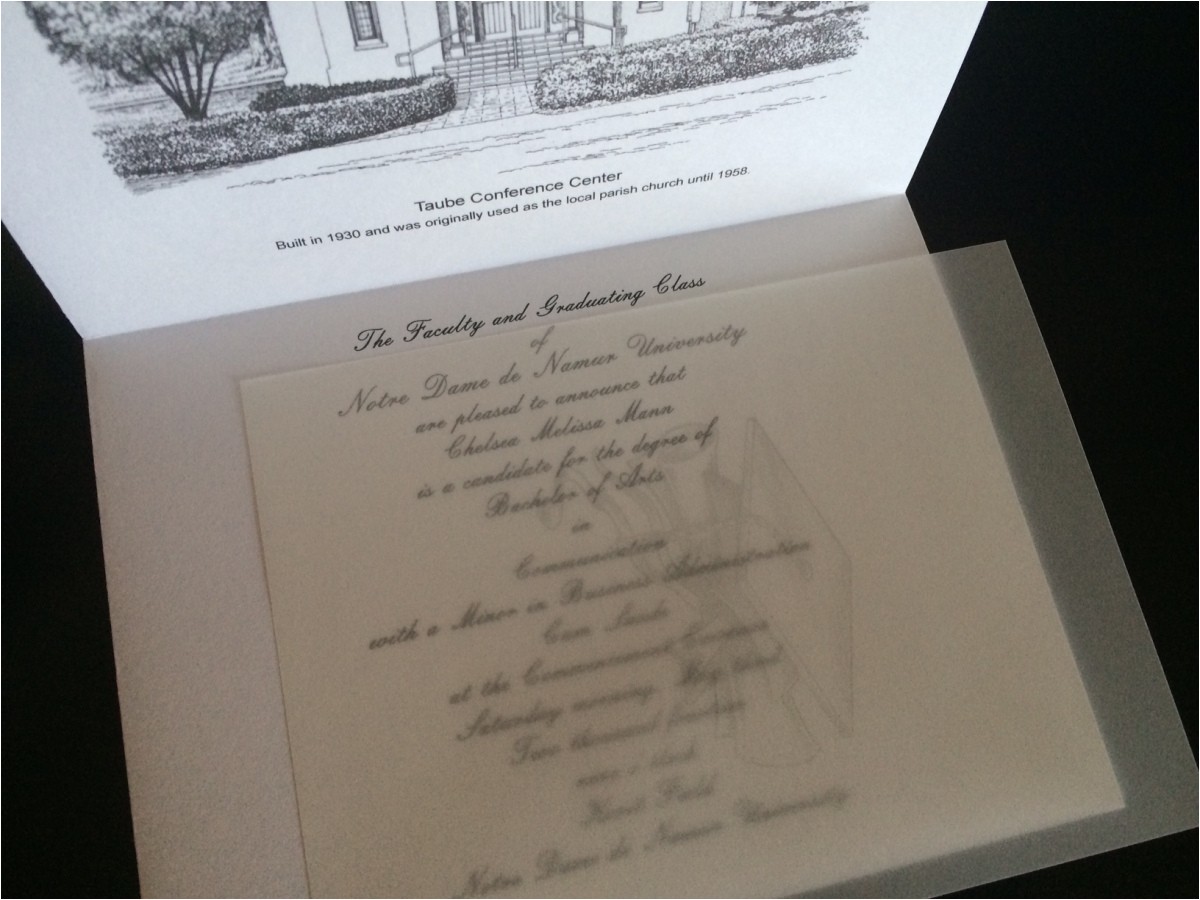 Taube Conference Center
Built in 1930 and was originally used as the local parish church until 1958.
The Faculty and Graduating Class
of
Notre Dame de Namur University
are pleased to announce that
Chelsea Melissa Mann
is a candidate for the degree of
Bachelor of Arts
in
Communication
with a Minor in Business Administration
Cum Laude
at the Commencement Exercises
Saturday morning, May third
Two thousand fourteen
Notre Dame de Namur University